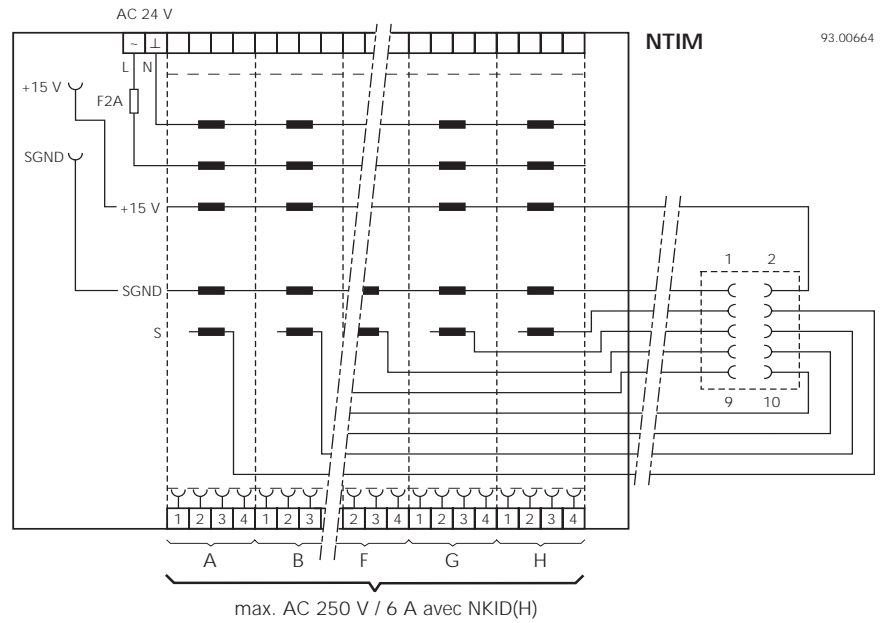 AC 24 V
NTIM
93.00664
~ ⊥
L N
+15 V
F2A
SGND
+15 V
SGND
S
1 2
9 10
1 2 3 4 1 2 3 2 3 4 1 2 3 4 1 2 3 4
A B F G H
max. AC 250 V / 6 A avec NKID(H)